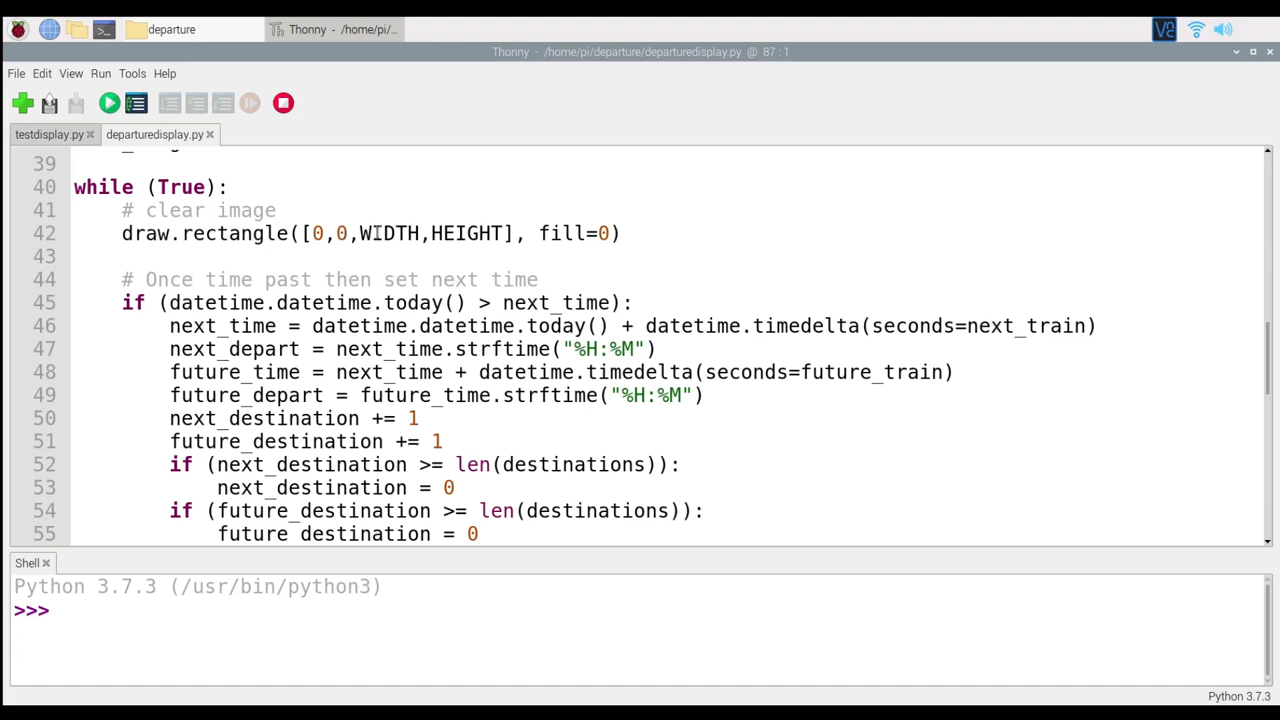 departure
Thonny - /home/pi/...
Thonny - /home/pi/departure/departuredisplay.py @ 87 : 1
File Edit View Run Tools Help
testdisplay.py departuredisplay.py
39
40 while (True):
41 # clear image
42 draw.rectangle([0,0,WIDTH,HEIGHT], fill=0)
43
44 # Once time past then set next time
45 if (datetime.datetime.today() > next_time):
46 next_time = datetime.datetime.today() + datetime.timedelta(seconds=next_train)
47 next_depart = next_time.strftime("%H:%M")
48 future_time = next_time + datetime.timedelta(seconds=future_train)
49 future_depart = future_time.strftime("%H:%M")
50 next_destination += 1
51 future_destination += 1
52 if (next_destination >= len(destinations)):
53 next_destination = 0
54 if (future_destination >= len(destinations)):
55 future_destination = 0
Shell
Python 3.7.3 (/usr/bin/python3)
>>>
Python 3.7.3